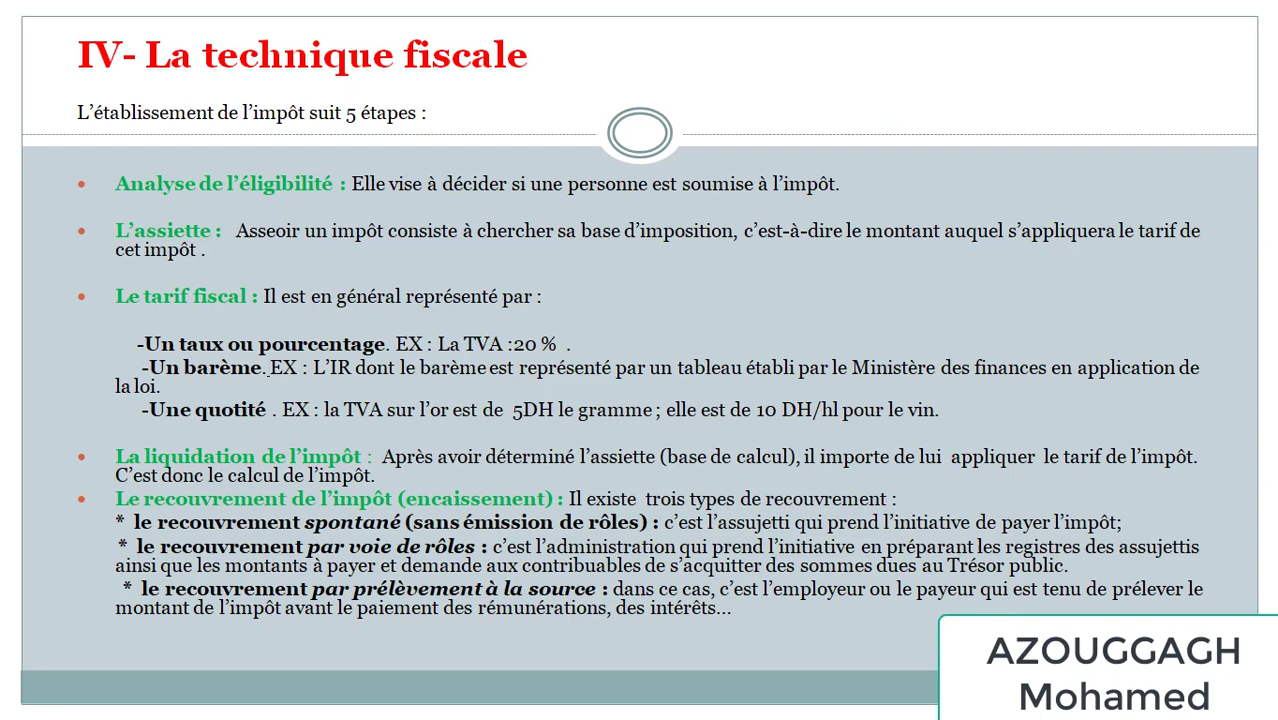 IV- La technique fiscale
L’établissement de l’impôt suit 5 étapes :
• Analyse de l’éligibilité : Elle vise à décider si une personne est soumise à l’impôt.
• L’assiette : Asseoir un impôt consiste à chercher sa base d’imposition, c’est-à-dire le montant auquel s’appliquera le tarif de
cet impôt .
• Le tarif fiscal : Il est en général représenté par :
-Un taux ou pourcentage. EX : La TVA :20 % .
-Un barème. EX : L’IR dont le barème est représenté par un tableau établi par le Ministère des finances en application de
la loi.
-Une quotité . EX : la TVA sur l’or est de 5DH le gramme ; elle est de 10 DH/hl pour le vin.
• La liquidation de l’impôt : Après avoir déterminé l’assiette (base de calcul), il importe de lui appliquer le tarif de l’impôt.
C’est donc le calcul de l’impôt.
• Le recouvrement de l’impôt (encaissement) : Il existe trois types de recouvrement :
* le recouvrement spontané (sans émission de rôles) : c’est l’assujetti qui prend l’initiative de payer l’impôt;
* le recouvrement par voie de rôles : c’est l’administration qui prend l’initiative en préparant les registres des assujettis
ainsi que les montants à payer et demande aux contribuables de s’acquitter des sommes dues au Trésor public.
* le recouvrement par prélèvement à la source : dans ce cas, c’est l’employeur ou le payeur qui est tenu de prélever le
montant de l’impôt avant le paiement des rémunérations, des intérêts…
AZOUGGAGH
Mohamed